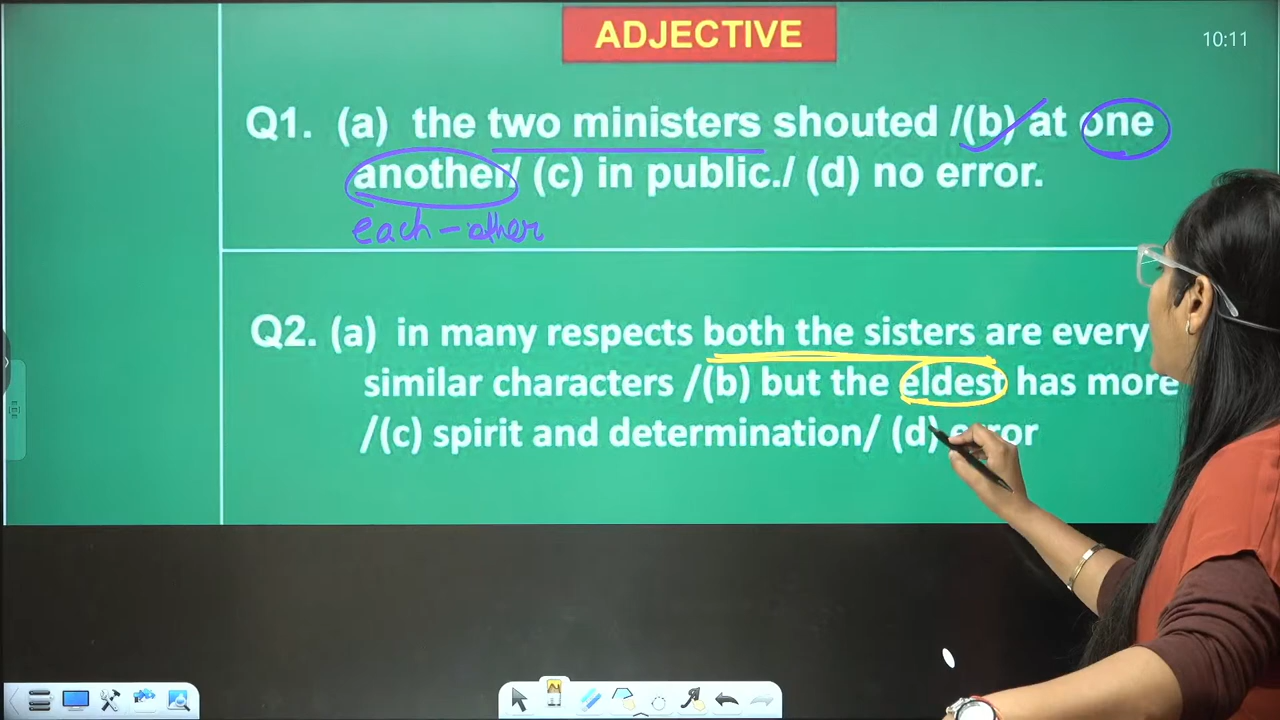 ADJECTIVE
10:11
Q1. (a) the two ministers shouted /(b) at one
another/ (c) in public./ (d) no error.
each-other
Q2. (a) in many respects both the sisters are every
similar characters /(b) but the eldest has more
/(c) spirit and determination/ (d) error